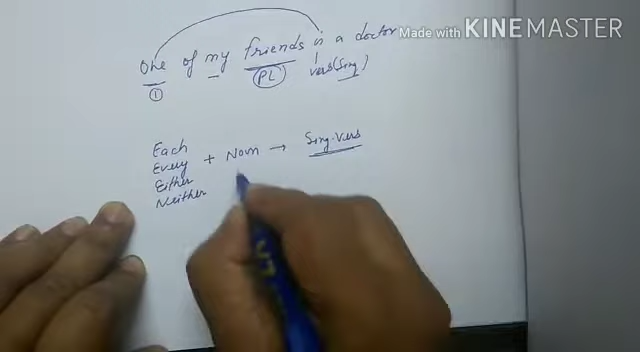 Made with KINEMASTER
One of my friends is a doctor
① PL verb (sing)
Each
Every + Noun → Sing. Verb
Either
Neither